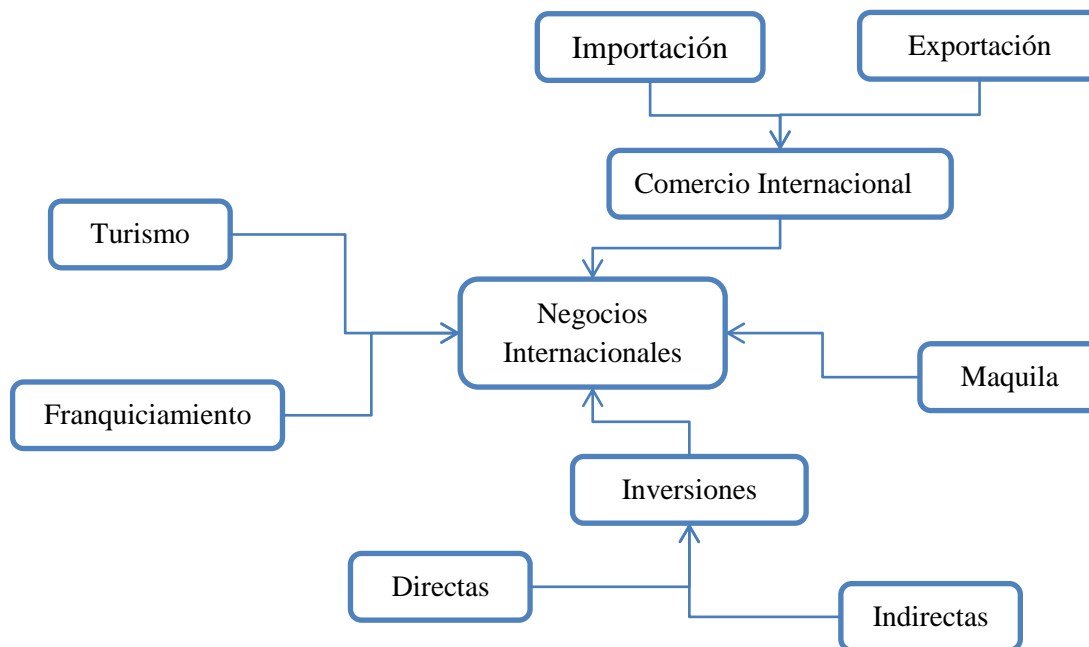 Importación
Exportación
Comercio Internacional
Turismo
Negocios
Internacionales
Maquila
Franquiciamiento
Inversiones
Directas
Indirectas